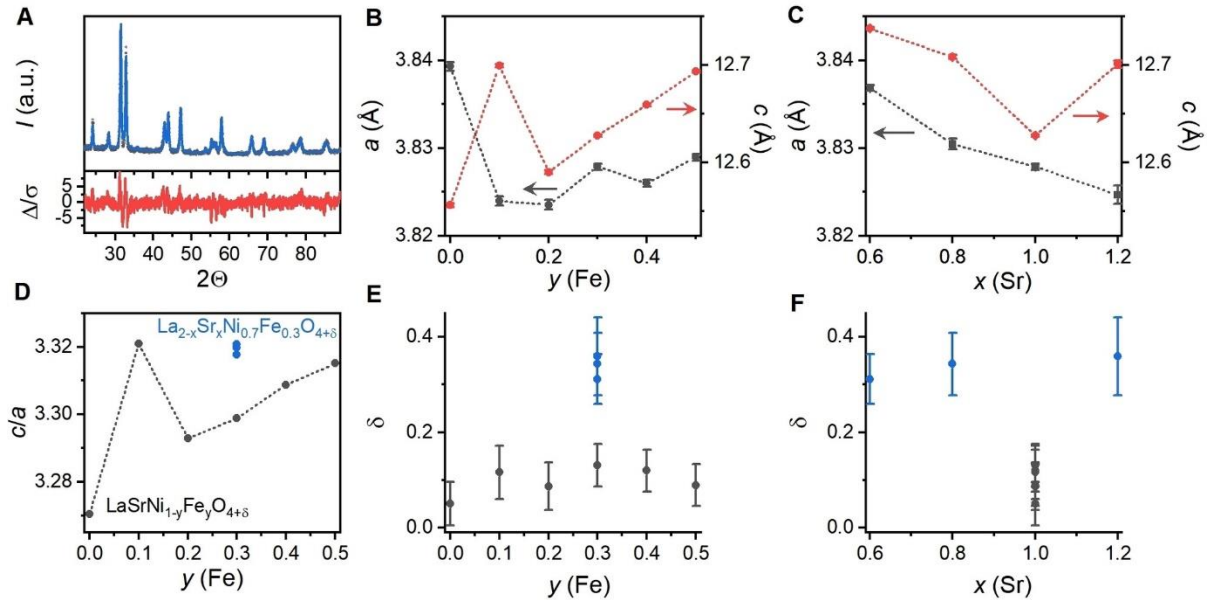 A
I (a.u.)
Δ/σ
5
0
-5
30 40 50 60 70 80
2Θ
B
a (Å)
3.84
3.83
3.82
12.7
12.6
c (Å)
0.0 0.1 0.2 0.3 0.4
y (Fe)
C
a (Å)
3.84
3.83
3.82
12.7
12.6
c (Å)
0.6 0.8 1.0 1.2
x (Sr)
D
c/a
3.32
3.30
3.28
La2-xSrxNi0.7Fe0.3O4+δ
LaSrNi1-yFeyO4+δ
0.0 0.1 0.2 0.3 0.4 0.5
y (Fe)
E
δ
0.4
0.2
0.0
0.0 0.1 0.2 0.3 0.4 0.5
y (Fe)
F
δ
0.4
0.2
0.0
0.6 0.8 1.0 1.2
x (Sr)